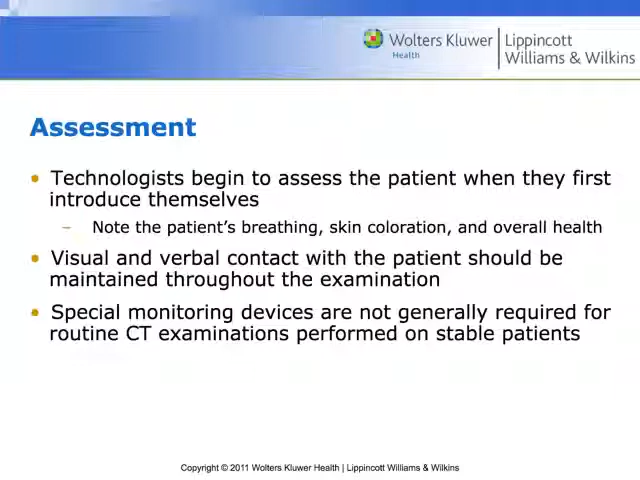 Wolters Kluwer
Health
Lippincott
Williams & Wilkins
Assessment
• Technologists begin to assess the patient when they first
introduce themselves
– Note the patient's breathing, skin coloration, and overall health
• Visual and verbal contact with the patient should be
maintained throughout the examination
• Special monitoring devices are not generally required for
routine CT examinations performed on stable patients
Copyright © 2011 Wolters Kluwer Health | Lippincott Williams & Wilkins